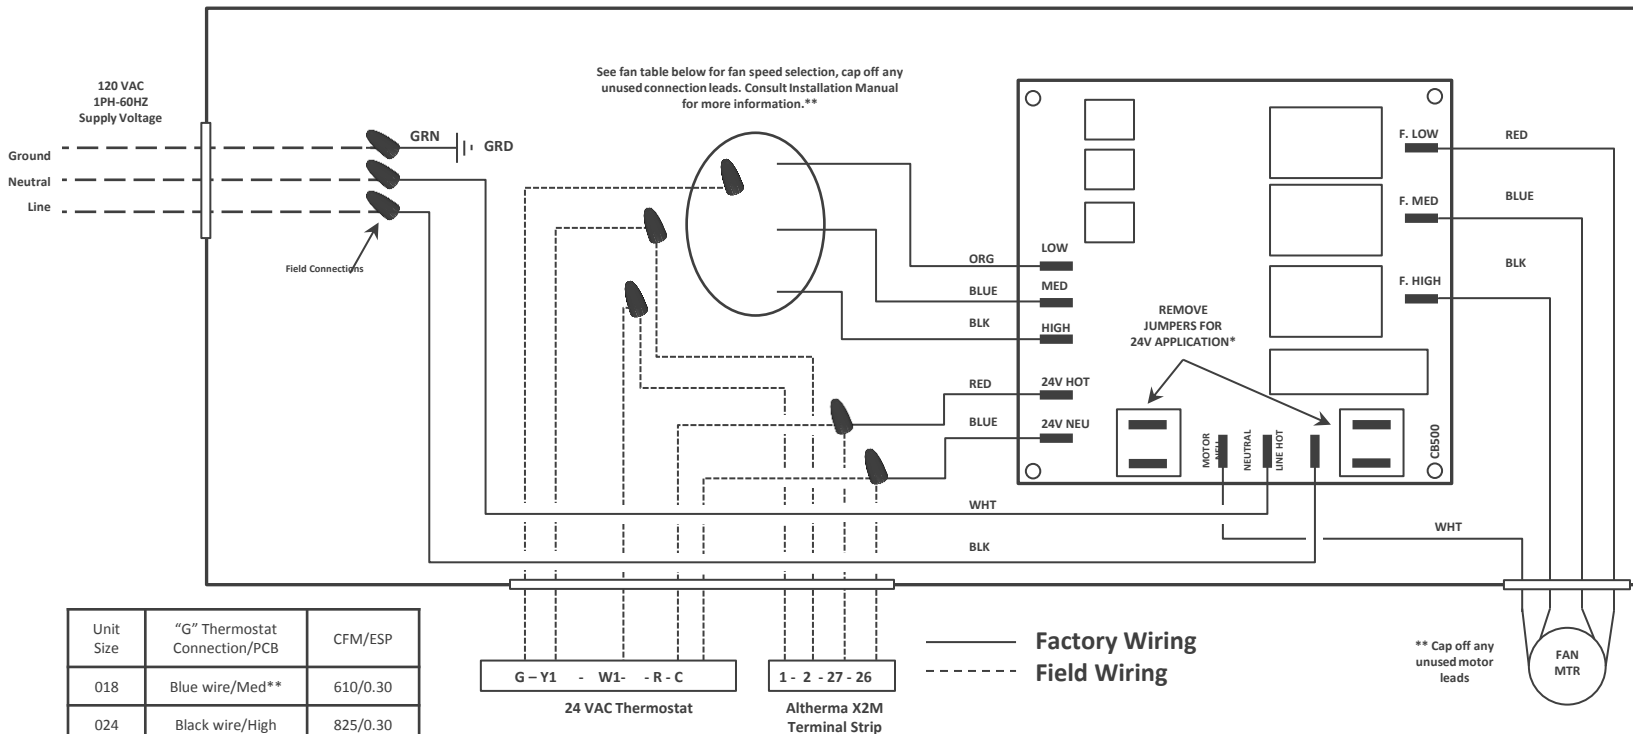 120 VAC
1PH-60HZ
Supply Voltage
Ground
Neutral
Line
GRN
GRD
Field Connections
See fan table below for fan speed selection, cap off any
unused connection leads. Consult Installation Manual
for more information.**
ORG
BLUE
BLK
RED
BLUE
LOW
MED
HIGH
24V HOT
24V NEU
REMOVE
JUMPERS FOR
24V APPLICATION*
F. LOW
F. MED
F. HIGH
RED
BLUE
BLK
MOTOR
NEU
NEUTRAL
LINE HOT
CB500
WHT
BLK
WHT
Unit
Size
“G” Thermostat
Connection/PCB
CFM/ESP
018
Blue wire/Med**
610/0.30
024
Black wire/High
825/0.30
G – Y1 - W1- - R - C
24 VAC Thermostat
1 - 2 - 27 - 26
Altherma X2M
Terminal Strip
Factory Wiring
Field Wiring
** Cap off any
unused motor
leads
FAN
MTR